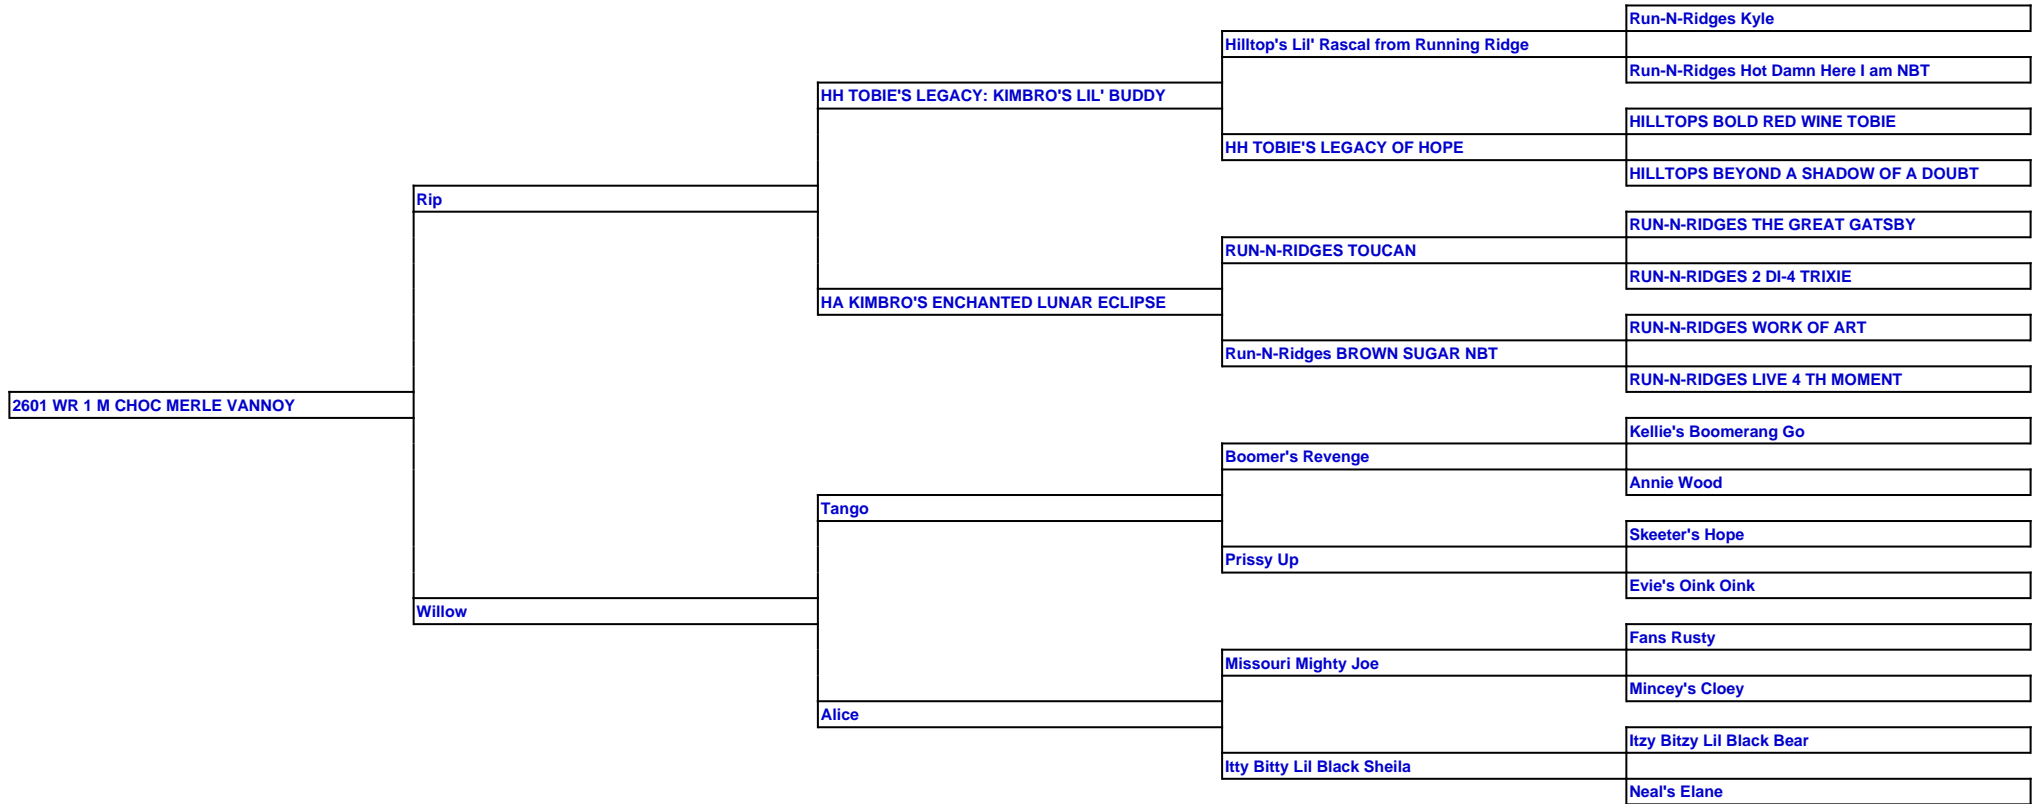 Run-N-Ridges Kyle
Hilltop's Lil' Rascal from Running Ridge
Run-N-Ridges Hot Damn Here I am NBT
HH TOBIE'S LEGACY: KIMBRO'S LIL' BUDDY
HILLTOPS BOLD RED WINE TOBIE
HH TOBIE'S LEGACY OF HOPE
HILLTOPS BEYOND A SHADOW OF A DOUBT
Rip
RUN-N-RIDGES THE GREAT GATSBY
RUN-N-RIDGES TOUCAN
RUN-N-RIDGES 2 DI-4 TRIXIE
HA KIMBRO'S ENCHANTED LUNAR ECLIPSE
RUN-N-RIDGES WORK OF ART
Run-N-Ridges BROWN SUGAR NBT
RUN-N-RIDGES LIVE 4 TH MOMENT
2601 WR 1 M CHOC MERLE VANNOY
Kellie's Boomerang Go
Boomer's Revenge
Annie Wood
Tango
Skeeter's Hope
Prissy Up
Evie's Oink Oink
Willow
Fans Rusty
Missouri Mighty Joe
Mincey's Cloey
Alice
Itzy Bitzy Lil Black Bear
Itty Bitty Lil Black Sheila
Neal's Elane